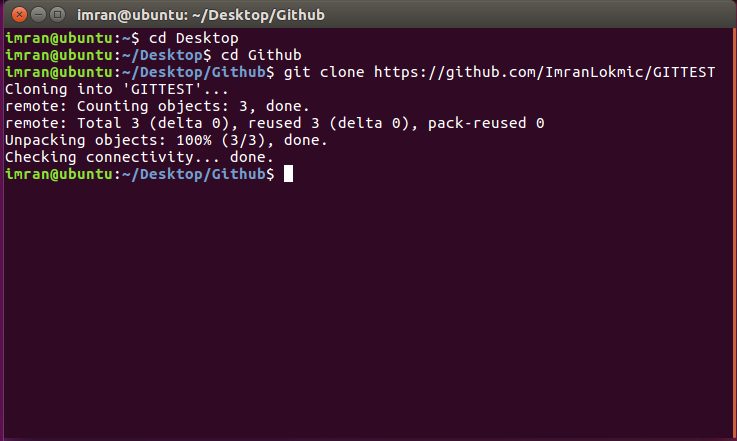 imran@ubuntu: ~/Desktop/Github
imran@ubuntu:~$ cd Desktop
imran@ubuntu:~/Desktop$ cd Github
imran@ubuntu:~/Desktop/Github$ git clone https://github.com/ImranLokmic/GITTEST
Cloning into 'GITTEST'...
remote: Counting objects: 3, done.
remote: Total 3 (delta 0), reused 3 (delta 0), pack-reused 0
Unpacking objects: 100% (3/3), done.
Checking connectivity... done.
imran@ubuntu:~/Desktop/Github$